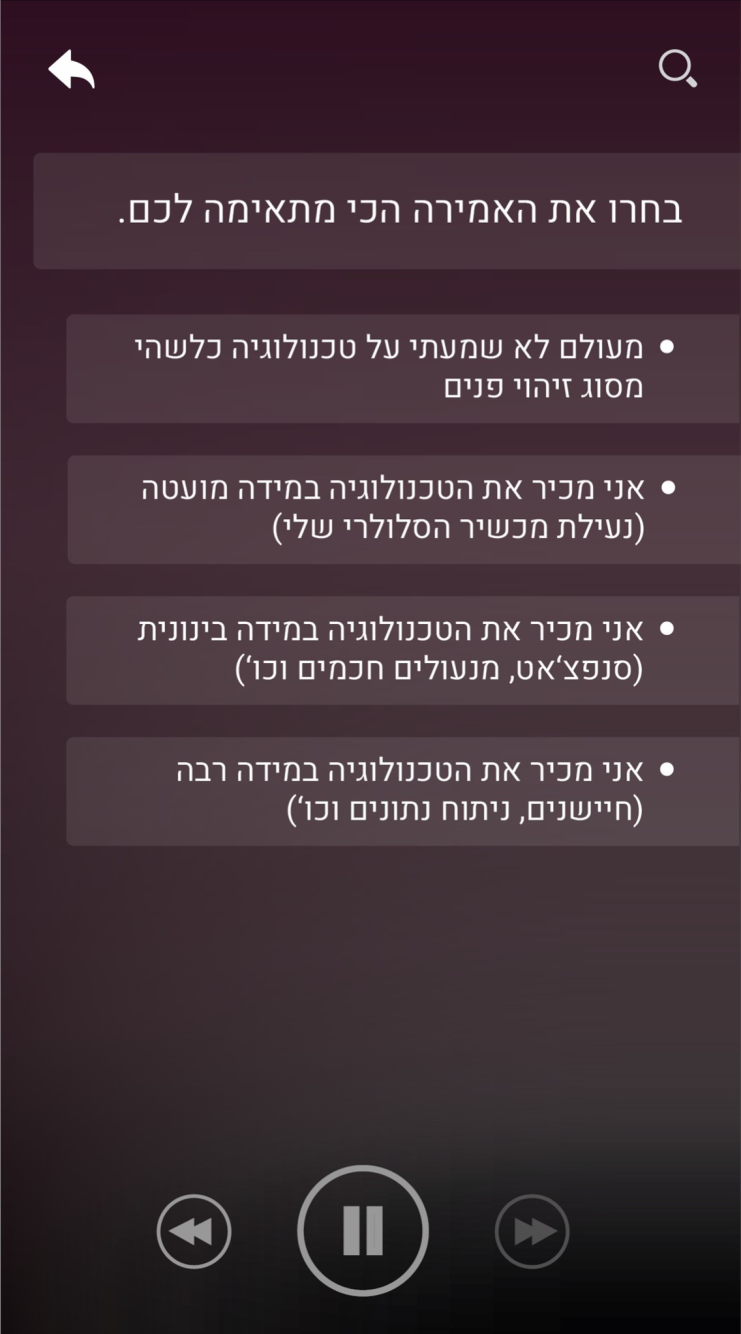 בחרו את האמירה הכי מתאימה לכם.
• מעולם לא שמעתי על טכנולוגיה כלשהי
מסוג זיהוי פנים
• אני מכיר את הטכנולוגיה במידה מועטה
(נעילת מכשיר הסלולרי שלי)
• אני מכיר את הטכנולוגיה במידה בינונית
(סנפצ‘אט, מנעולים חכמים וכו‘)
• אני מכיר את הטכנולוגיה במידה רבה
(חיישנים, ניתוח נתונים וכו‘)